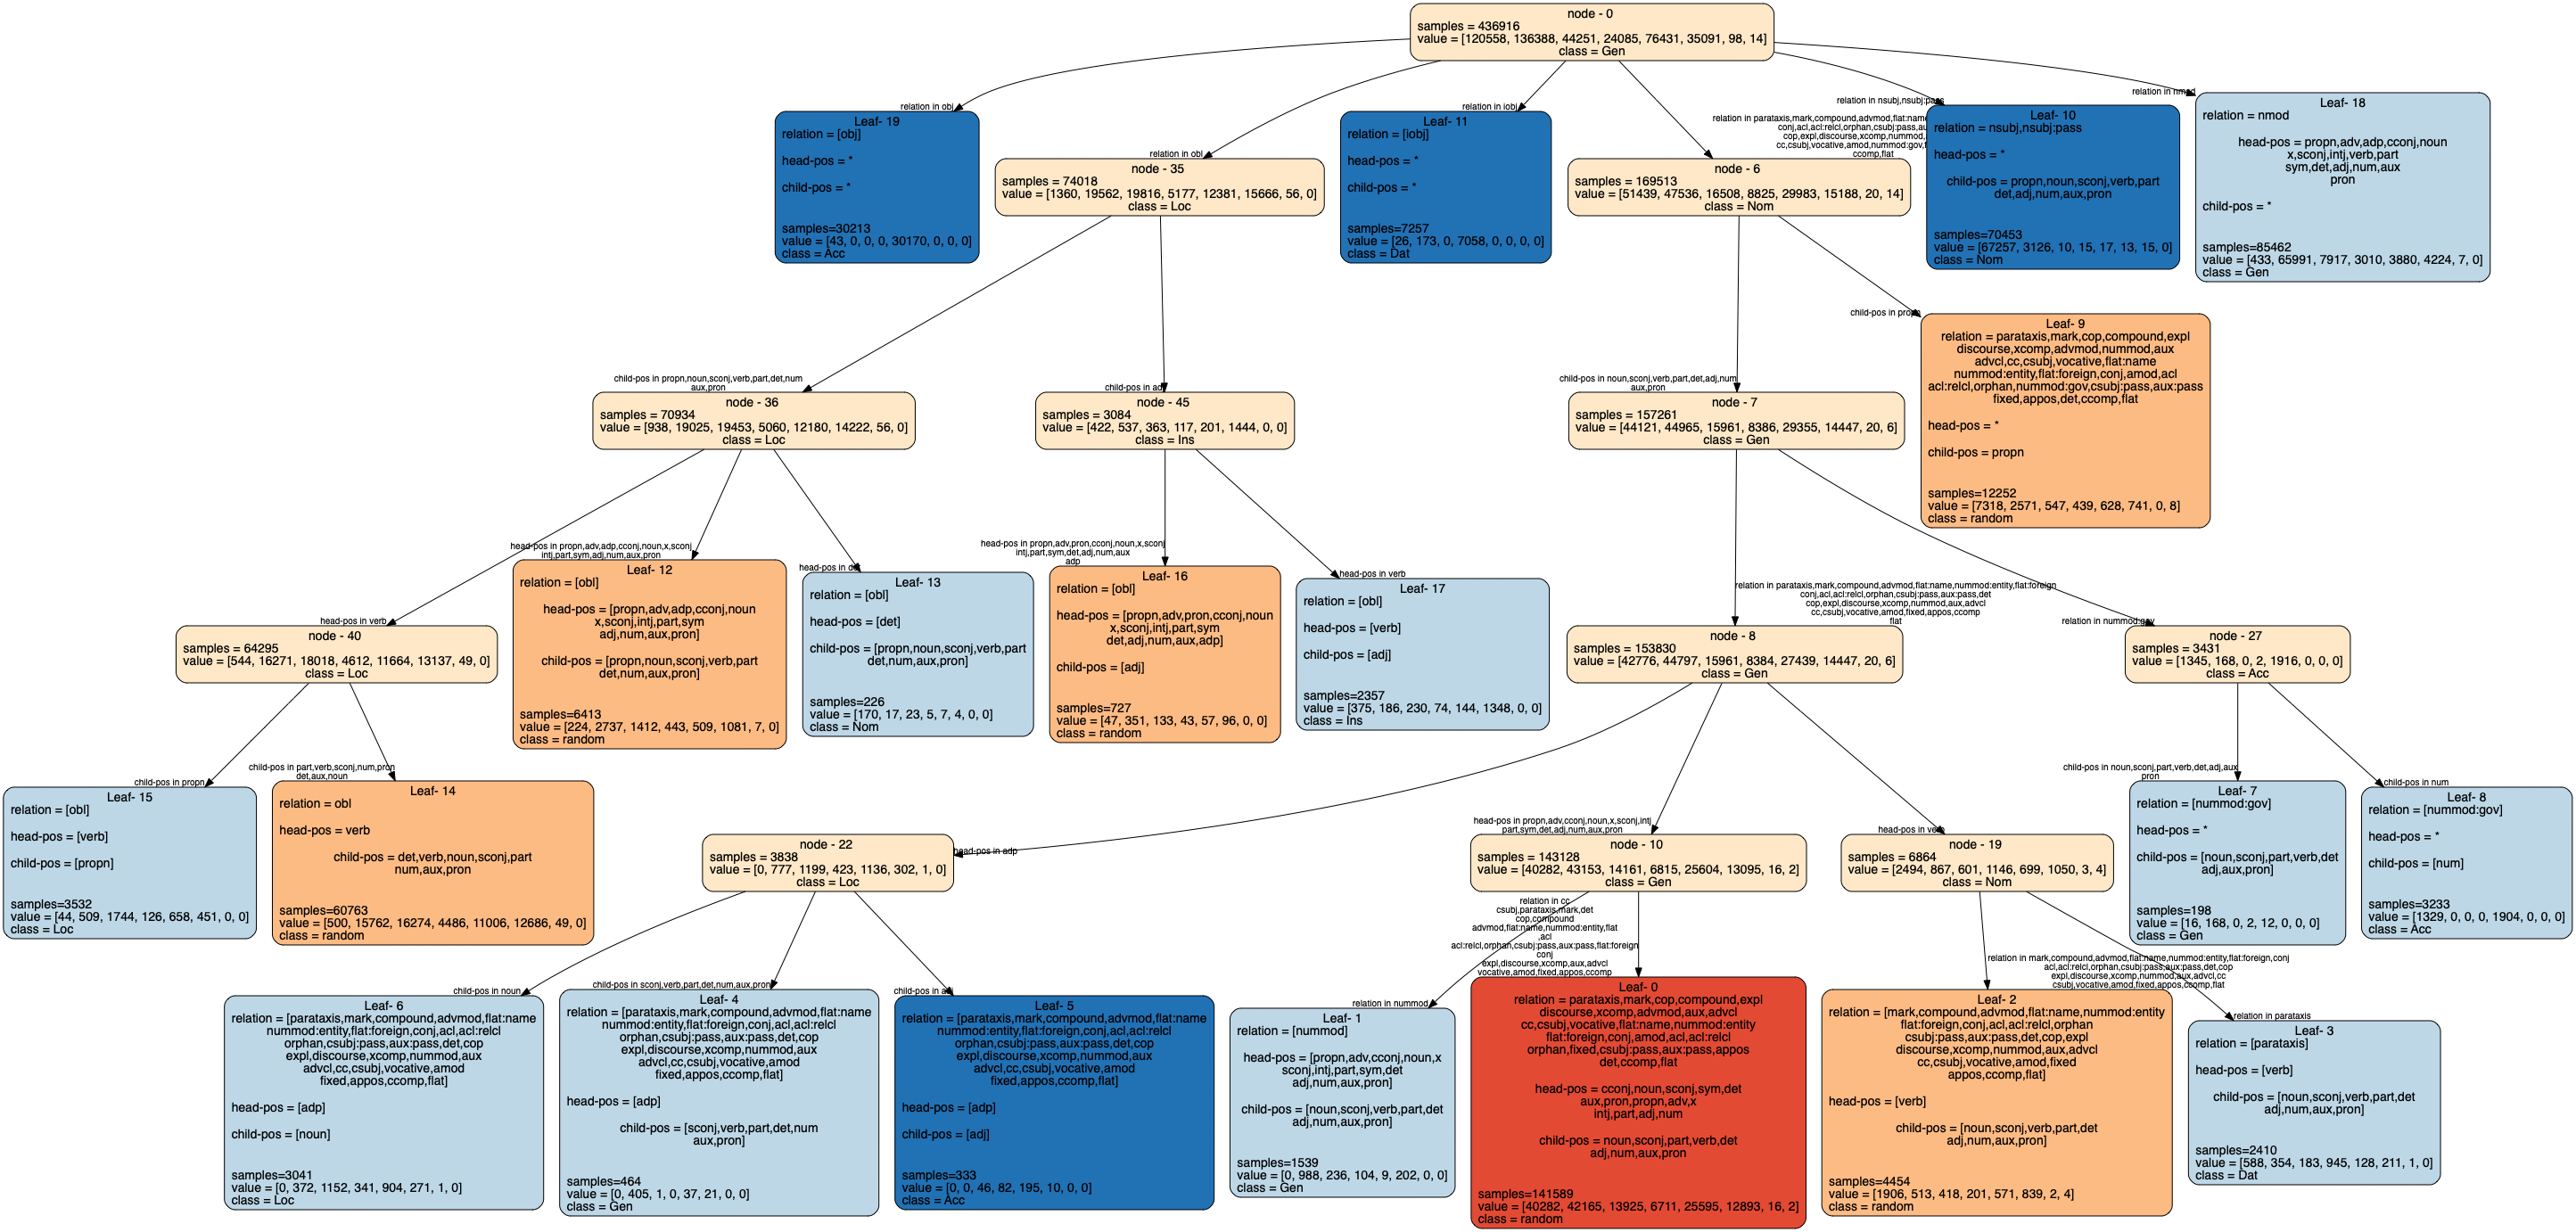 node - 0
samples = 436916
value = [120558, 136388, 44251, 24085, 76431, 35091, 98, 14]
class = Gen
relation in obj
Leaf- 19
relation = [obj]
head-pos = *
child-pos = *
samples=30213
value = [43, 0, 0, 0, 30170, 0, 0, 0]
class = Acc
relation in obl
node - 35
samples = 74018
value = [1360, 19562, 19816, 5177, 12381, 15666, 56, 0]
class = Loc
relation in iobj
Leaf- 11
relation = [iobj]
head-pos = *
child-pos = *
samples=7257
value = [26, 173, 0, 7058, 0, 0, 0, 0]
class = Dat
relation in parataxis,mark,compound,advmod,flat:name
conj,acl,acl:relcl,orphan,csubj:pass,au
cop,expl,discourse,xcomp,nummod,
cc,csubj,vocative,amod,nummod:gov,f
ccomp,flat
node - 6
samples = 169513
value = [51439, 47536, 16508, 8825, 29983, 15188, 20, 14]
class = Nom
relation in nsubj,nsubj:pass
Leaf- 10
relation = nsubj,nsubj:pass
head-pos = *
child-pos = propn,noun,sconj,verb,part
det,adj,num,aux,pron
samples=70453
value = [67257, 3126, 10, 15, 17, 13, 15, 0]
class = Nom
relation in nmod
Leaf- 18
relation = nmod
head-pos = propn,adv,adp,cconj,noun
x,sconj,intj,verb,part
sym,det,adj,num,aux
pron
child-pos = *
samples=85462
value = [433, 65991, 7917, 3010, 3880, 4224, 7, 0]
class = Gen
child-pos in propn,noun,sconj,verb,part,det,num
aux,pron
node - 36
samples = 70934
value = [938, 19025, 19453, 5060, 12180, 14222, 56, 0]
class = Loc
child-pos in adj
node - 45
samples = 3084
value = [422, 537, 363, 117, 201, 1444, 0, 0]
class = Ins
child-pos in noun,sconj,verb,part,det,adj,num
aux,pron
node - 7
samples = 157261
value = [44121, 44965, 15961, 8386, 29355, 14447, 20, 6]
class = Gen
child-pos in propn
Leaf- 9
relation = parataxis,mark,cop,compound,expl
discourse,xcomp,advmod,nummod,aux
advcl,cc,csubj,vocative,flat:name
nummod:entity,flat:foreign,conj,amod,acl
acl:relcl,orphan,nummod:gov,csubj:pass,aux:pass
fixed,appos,det,ccomp,flat
head-pos = *
child-pos = propn
samples=12252
value = [7318, 2571, 547, 439, 628, 741, 0, 8]
class = random
head-pos in verb
node - 40
samples = 64295
value = [544, 16271, 18018, 4612, 11664, 13137, 49, 0]
class = Loc
head-pos in propn,adv,adp,cconj,noun,x,sconj
intj,part,sym,adj,num,aux,pron
Leaf- 12
relation = [obl]
head-pos = [propn,adv,adp,cconj,noun
x,sconj,intj,part,sym
adj,num,aux,pron]
child-pos = [propn,noun,sconj,verb,part
det,num,aux,pron]
samples=6413
value = [224, 2737, 1412, 443, 509, 1081, 7, 0]
class = random
head-pos in det
Leaf- 13
relation = [obl]
head-pos = [det]
child-pos = [propn,noun,sconj,verb,part
det,num,aux,pron]
samples=226
value = [170, 17, 23, 5, 7, 4, 0, 0]
class = Nom
head-pos in propn,adv,pron,cconj,noun,x,sconj
intj,part,sym,det,adj,num,aux
adp
Leaf- 16
relation = [obl]
head-pos = [propn,adv,pron,cconj,noun
x,sconj,intj,part,sym
det,adj,num,aux,adp]
child-pos = [adj]
samples=727
value = [47, 351, 133, 43, 57, 96, 0, 0]
class = random
head-pos in verb
Leaf- 17
relation = [obl]
head-pos = [verb]
child-pos = [adj]
samples=2357
value = [375, 186, 230, 74, 144, 1348, 0, 0]
class = Ins
relation in parataxis,mark,compound,advmod,flat:name,nummod:entity,flat:foreign
conj,acl,acl:relcl,orphan,csubj:pass,aux:pass,det
cop,expl,discourse,xcomp,nummod,aux,advcl
cc,csubj,vocative,amod,fixed,appos,ccomp
flat
node - 8
samples = 153830
value = [42776, 44797, 15961, 8384, 27439, 14447, 20, 6]
class = Gen
relation in nummod:gov
node - 27
samples = 3431
value = [1345, 168, 0, 2, 1916, 0, 0, 0]
class = Acc
child-pos in propn
Leaf- 15
relation = [obl]
head-pos = [verb]
child-pos = [propn]
samples=3532
value = [44, 509, 1744, 126, 658, 451, 0, 0]
class = Loc
child-pos in part,verb,sconj,num,pron
det,aux,noun
Leaf- 14
relation = obl
head-pos = verb
child-pos = det,verb,noun,sconj,part
num,aux,pron
samples=60763
value = [500, 15762, 16274, 4486, 11006, 12686, 49, 0]
class = random
head-pos in adp
node - 22
samples = 3838
value = [0, 777, 1199, 423, 1136, 302, 1, 0]
class = Loc
head-pos in propn,adv,cconj,noun,x,sconj,intj
part,sym,det,adj,num,aux,pron
node - 10
samples = 143128
value = [40282, 43153, 14161, 6815, 25604, 13095, 16, 2]
class = Gen
head-pos in verb
node - 19
samples = 6864
value = [2494, 867, 601, 1146, 699, 1050, 3, 4]
class = Nom
child-pos in noun,sconj,part,verb,det,adj,aux
pron
Leaf- 7
relation = [nummod:gov]
head-pos = *
child-pos = [noun,sconj,part,verb,det
adj,aux,pron]
samples=198
value = [16, 168, 0, 2, 12, 0, 0, 0]
class = Gen
child-pos in num
Leaf- 8
relation = [nummod:gov]
head-pos = *
child-pos = [num]
samples=3233
value = [1329, 0, 0, 0, 1904, 0, 0, 0]
class = Acc
child-pos in noun
Leaf- 6
relation = [parataxis,mark,compound,advmod,flat:name
nummod:entity,flat:foreign,conj,acl,acl:relcl
orphan,csubj:pass,aux:pass,det,cop
expl,discourse,xcomp,nummod,aux
advcl,cc,csubj,vocative,amod
fixed,appos,ccomp,flat]
head-pos = [adp]
child-pos = [noun]
samples=3041
value = [0, 372, 1152, 341, 904, 271, 1, 0]
class = Loc
child-pos in sconj,verb,part,det,num,aux,pron
Leaf- 4
relation = [parataxis,mark,compound,advmod,flat:name
nummod:entity,flat:foreign,conj,acl,acl:relcl
orphan,csubj:pass,aux:pass,det,cop
expl,discourse,xcomp,nummod,aux
advcl,cc,csubj,vocative,amod
fixed,appos,ccomp,flat]
head-pos = [adp]
child-pos = [sconj,verb,part,det,num
aux,pron]
samples=464
value = [0, 405, 1, 0, 37, 21, 0, 0]
class = Gen
child-pos in adj
Leaf- 5
relation = [parataxis,mark,compound,advmod,flat:name
nummod:entity,flat:foreign,conj,acl,acl:relcl
orphan,csubj:pass,aux:pass,det,cop
expl,discourse,xcomp,nummod,aux
advcl,cc,csubj,vocative,amod
fixed,appos,ccomp,flat]
head-pos = [adp]
child-pos = [adj]
samples=333
value = [0, 0, 46, 82, 195, 10, 0, 0]
class = Acc
relation in nummod
Leaf- 1
relation = [nummod]
head-pos = [propn,adv,cconj,noun,x
sconj,intj,part,sym,det
adj,num,aux,pron]
child-pos = [noun,sconj,verb,part,det
adj,num,aux,pron]
samples=1539
value = [0, 988, 236, 104, 9, 202, 0, 0]
class = Gen
relation in cc
csubj,parataxis,mark,det
cop,compound
advmod,flat:name,nummod:entity,flat
,acl
acl:relcl,orphan,csubj:pass,aux:pass,flat:foreign
conj
expl,discourse,xcomp,aux,advcl
vocative,amod,fixed,appos,ccomp
Leaf- 0
relation = parataxis,mark,cop,compound,expl
discourse,xcomp,advmod,aux,advcl
cc,csubj,vocative,flat:name,nummod:entity
flat:foreign,conj,amod,acl,acl:relcl
orphan,fixed,csubj:pass,aux:pass,appos
det,ccomp,flat
head-pos = cconj,noun,sconj,sym,det
aux,pron,propn,adv,x
intj,part,adj,num
child-pos = noun,sconj,part,verb,det
adj,num,aux,pron
samples=141589
value = [40282, 42165, 13925, 6711, 25595, 12893, 16, 2]
class = random
relation in mark,compound,advmod,flat:name,nummod:entity,flat:foreign,conj
acl,acl:relcl,orphan,csubj:pass,aux:pass,det,cop
expl,discourse,xcomp,nummod,aux,advcl,cc
csubj,vocative,amod,fixed,appos,ccomp,flat
Leaf- 2
relation = [mark,compound,advmod,flat:name,nummod:entity
flat:foreign,conj,acl,acl:relcl,orphan
csubj:pass,aux:pass,det,cop,expl
discourse,xcomp,nummod,aux,advcl
cc,csubj,vocative,amod,fixed
appos,ccomp,flat]
head-pos = [verb]
child-pos = [noun,sconj,verb,part,det
adj,num,aux,pron]
samples=4454
value = [1906, 513, 418, 201, 571, 839, 2, 4]
class = random
relation in parataxis
Leaf- 3
relation = [parataxis]
head-pos = [verb]
child-pos = [noun,sconj,verb,part,det
adj,num,aux,pron]
samples=2410
value = [588, 354, 183, 945, 128, 211, 1, 0]
class = Dat